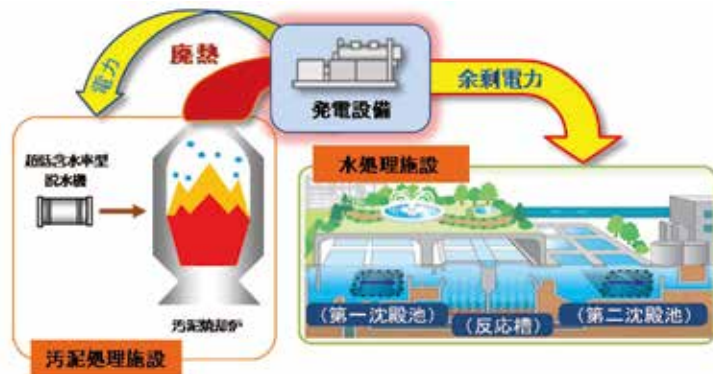 電力
廃熱
発電設備
余剰電力
超低含水率型
脱水機
水処理施設
汚泥焼却炉
(第一沈殿池)
(反応槽)
(第二沈殿池)
汚泥処理施設